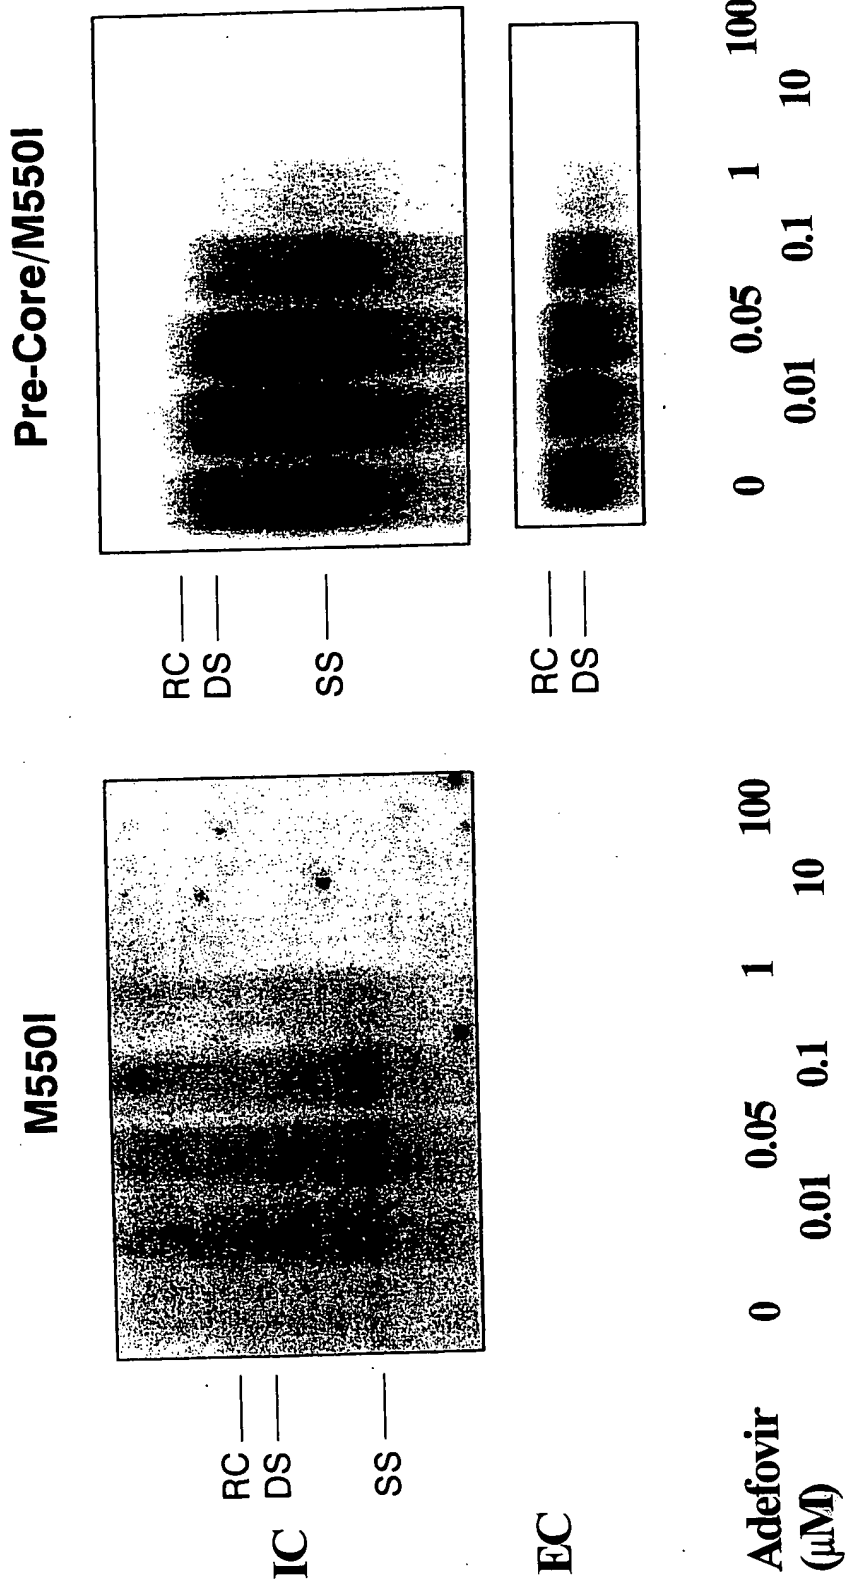 M550I
Pre-Core/M550I
IC
RC
DS
SS
RC
DS
SS
EC
RC
DS
Adefovir (μM)
0 0.01 0.05 0.1 1 10 100
0 0.01 0.05 0.1 1 10 100